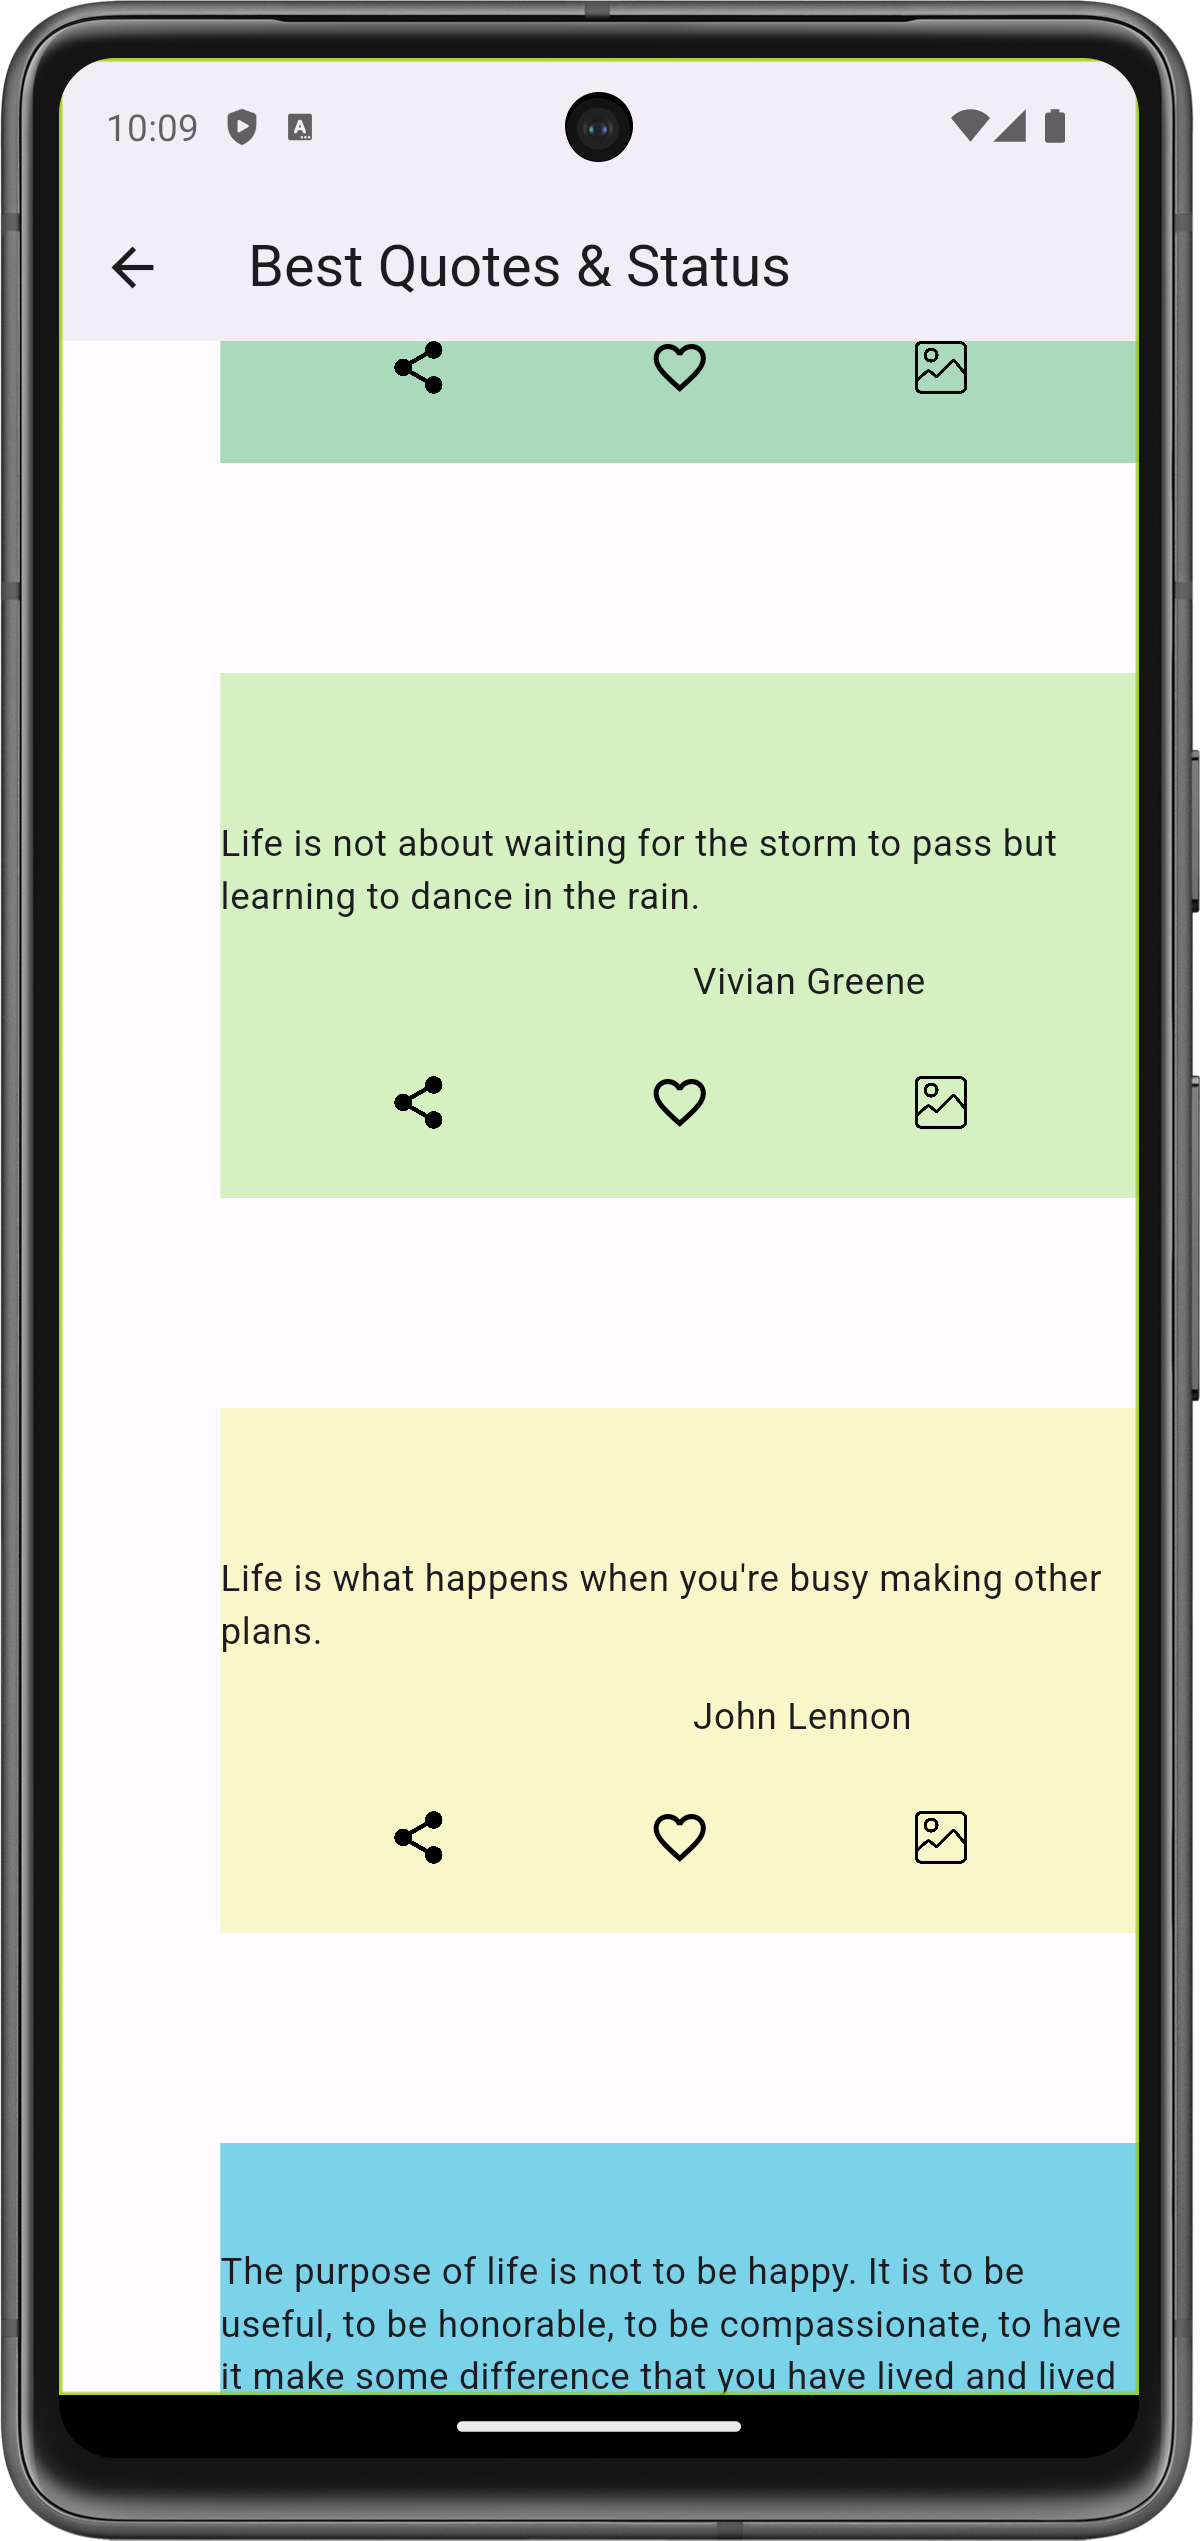 10:09
Best Quotes & Status
Life is not about waiting for the storm to pass but
learning to dance in the rain.
Vivian Greene
Life is what happens when you're busy making other
plans.
John Lennon
The purpose of life is not to be happy. It is to be
useful, to be honorable, to be compassionate, to have
it make some difference that you have lived and lived